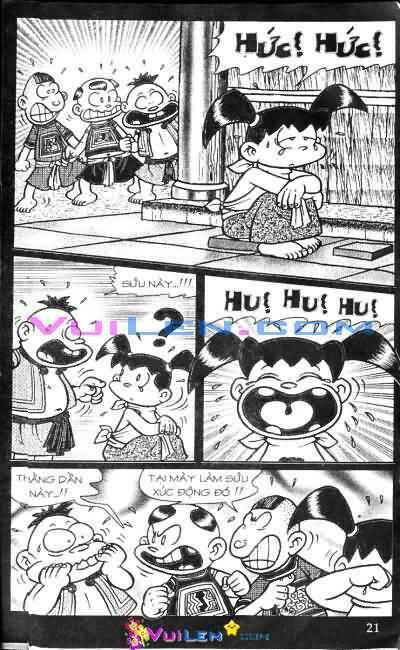 HỨC! HỨC!
SỬU NÀY...!!!
?
HU! HU! HU!
VUILEN.COM
THẰNG DẦN
NÀY..!!
TẠI MÀY LÀM SỬU
XÚC ĐỘNG ĐÓ !!
21
VUILEN.COM